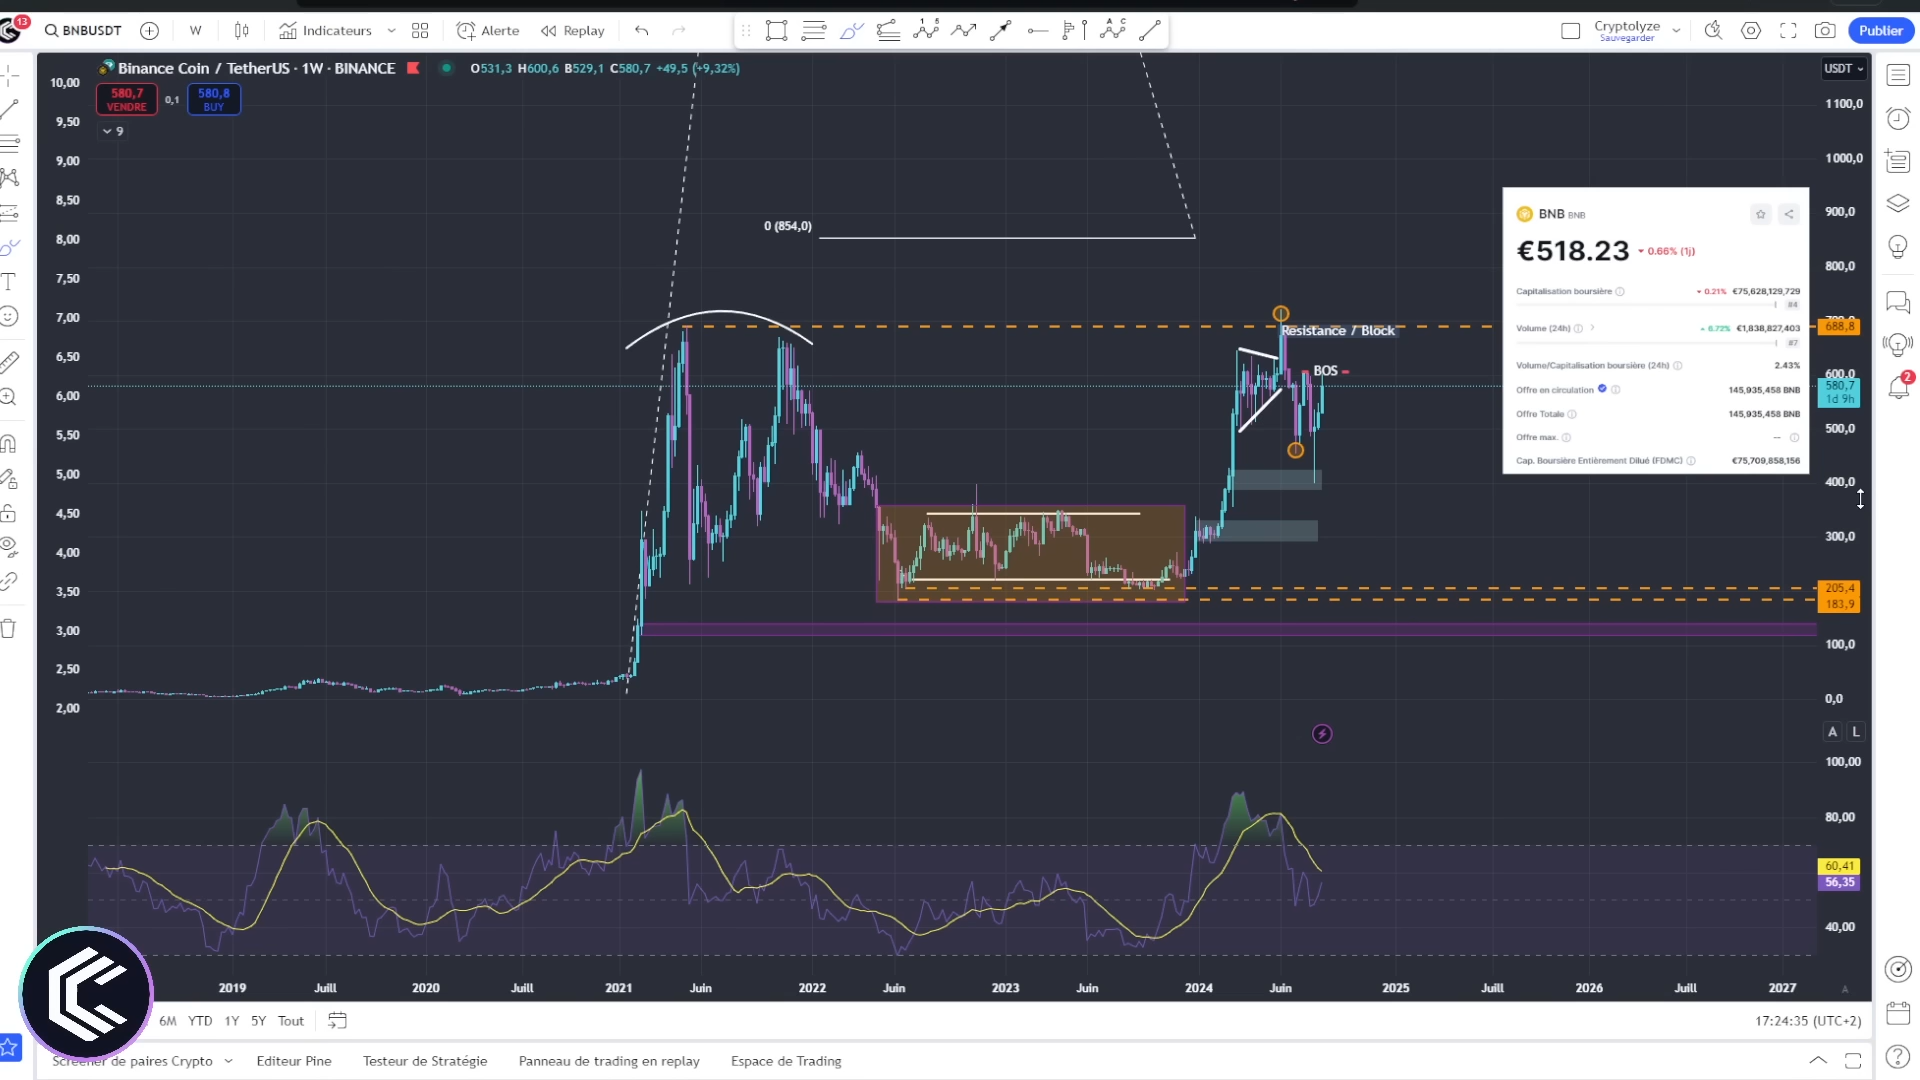 13
BNBUSDT
W
Indicateurs
Alerte
Replay
Cryptolyze
Sauvegarder
Publier
Binance Coin / TetherUS · 1W · BINANCE
O531,3 H600,6 B529,1 C580,7 +49,5 (+9,32%)
USDT
580,7
VENDRE
0,1
580,8
BUY
9
10,00
9,50
9,00
8,50
8,00
7,50
7,00
6,50
6,00
5,50
5,00
4,50
4,00
3,50
3,00
2,50
2,00
0 (854,0)
Resistance / Block
BOS
BNB BNB
€518.23
0.66% (1j)
Capitalisation boursière
0.21% €75,628,129,729
#4
Volume (24h)
6.72% €1,838,827,403
#7
Volume/Capitalisation boursière (24h)
2.43%
Offre en circulation
145,935,458 BNB
Offre Totale
145,935,458 BNB
Offre max.
--
Cap. Boursière Entièrement Dilué (FDMC)
€75,709,858,156
1100,0
1000,0
900,0
800,0
688,8
600,0
580,7
1d 9h
500,0
400,0
300,0
205,4
183,9
100,0
0,0
A L
2
100,00
80,00
60,41
56,35
40,00
2019
Juill
2020
Juill
2021
Juin
2022
Juin
2023
Juin
2024
Juin
2025
Juill
2026
Juill
2027
A
6M
YTD
1Y
5Y
Tout
17:24:35 (UTC+2)
Screener de paires Crypto
Editeur Pine
Testeur de Stratégie
Panneau de trading en replay
Espace de Trading